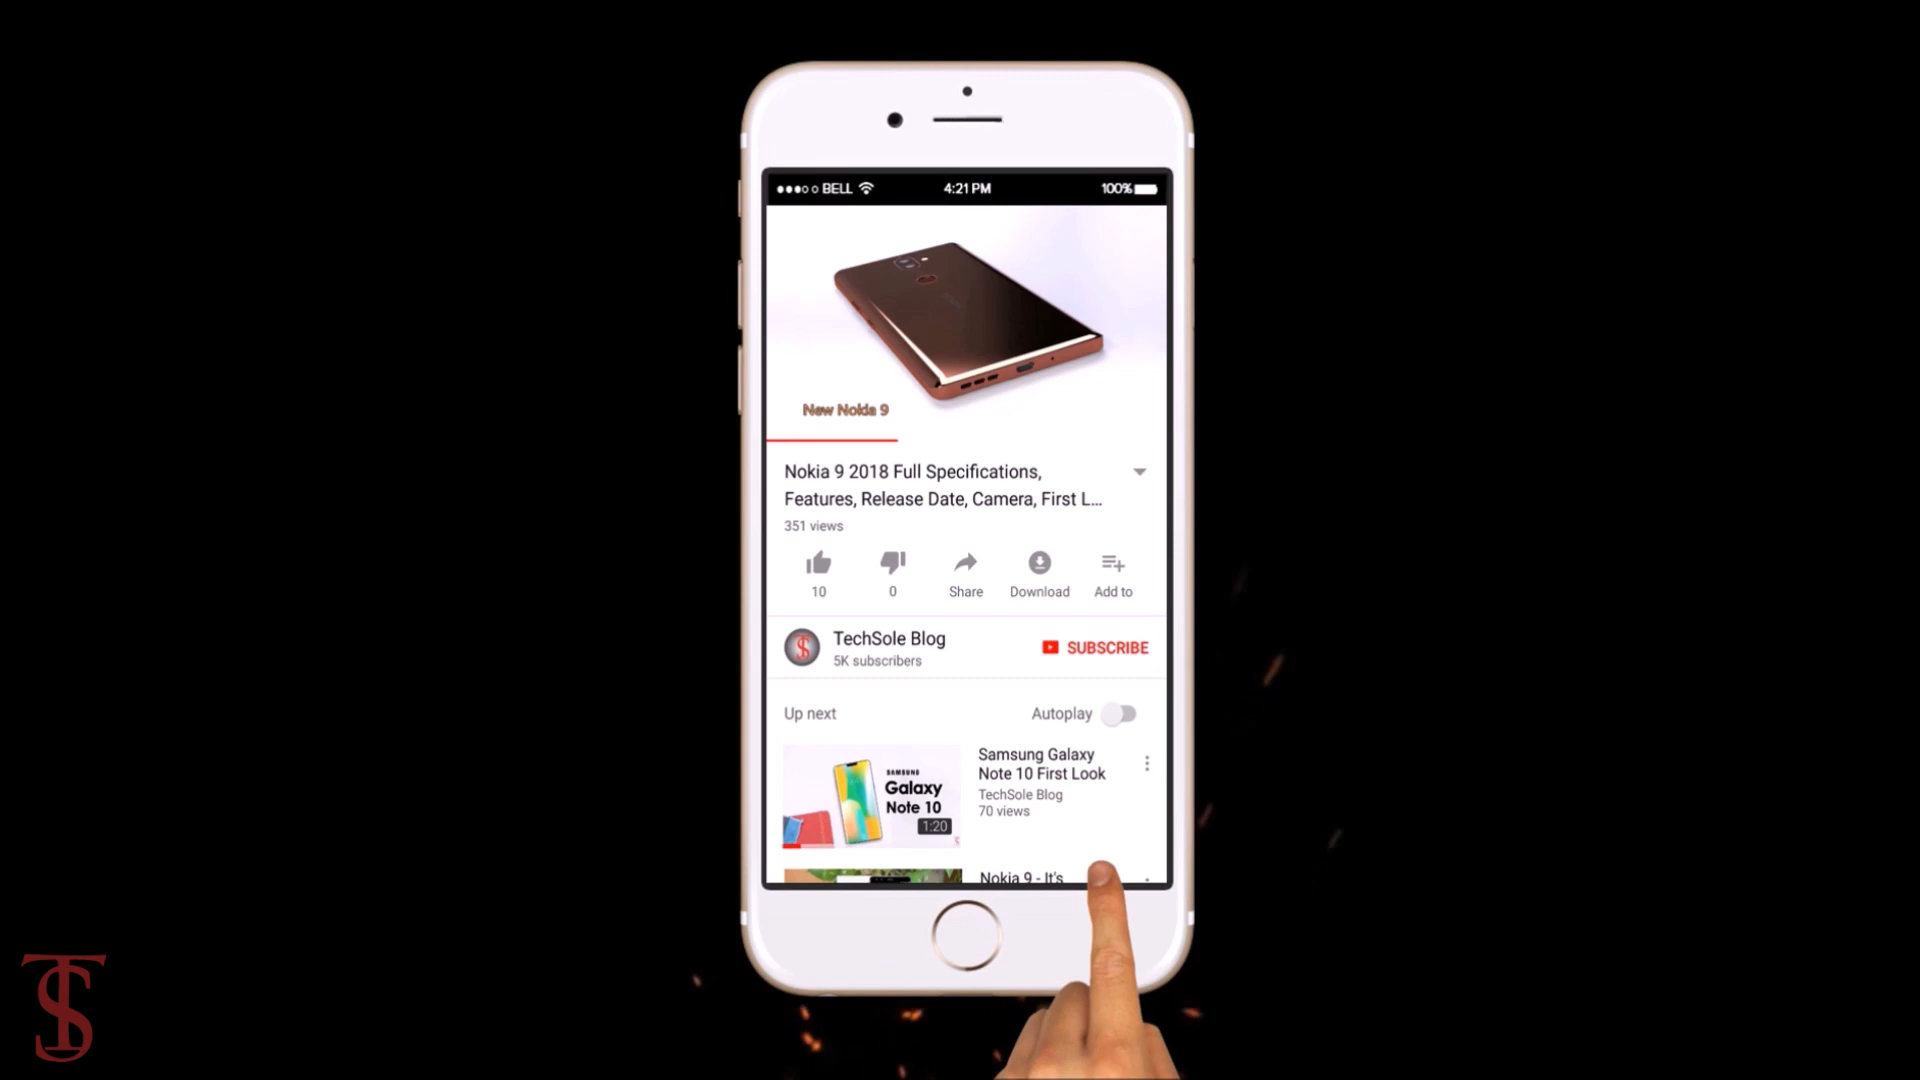 BELL 4:21 PM 100%
New Nokia 9
Nokia 9 2018 Full Specifications,
Features, Release Date, Camera, First L...
351 views
10 0 Share Download Add to
TechSole Blog
5K subscribers
SUBSCRIBE
Up next Autoplay
SAMSUNG
Galaxy
Note 10
1:20
Samsung Galaxy
Note 10 First Look
TechSole Blog
70 views
Nokia 9 - It's
TS